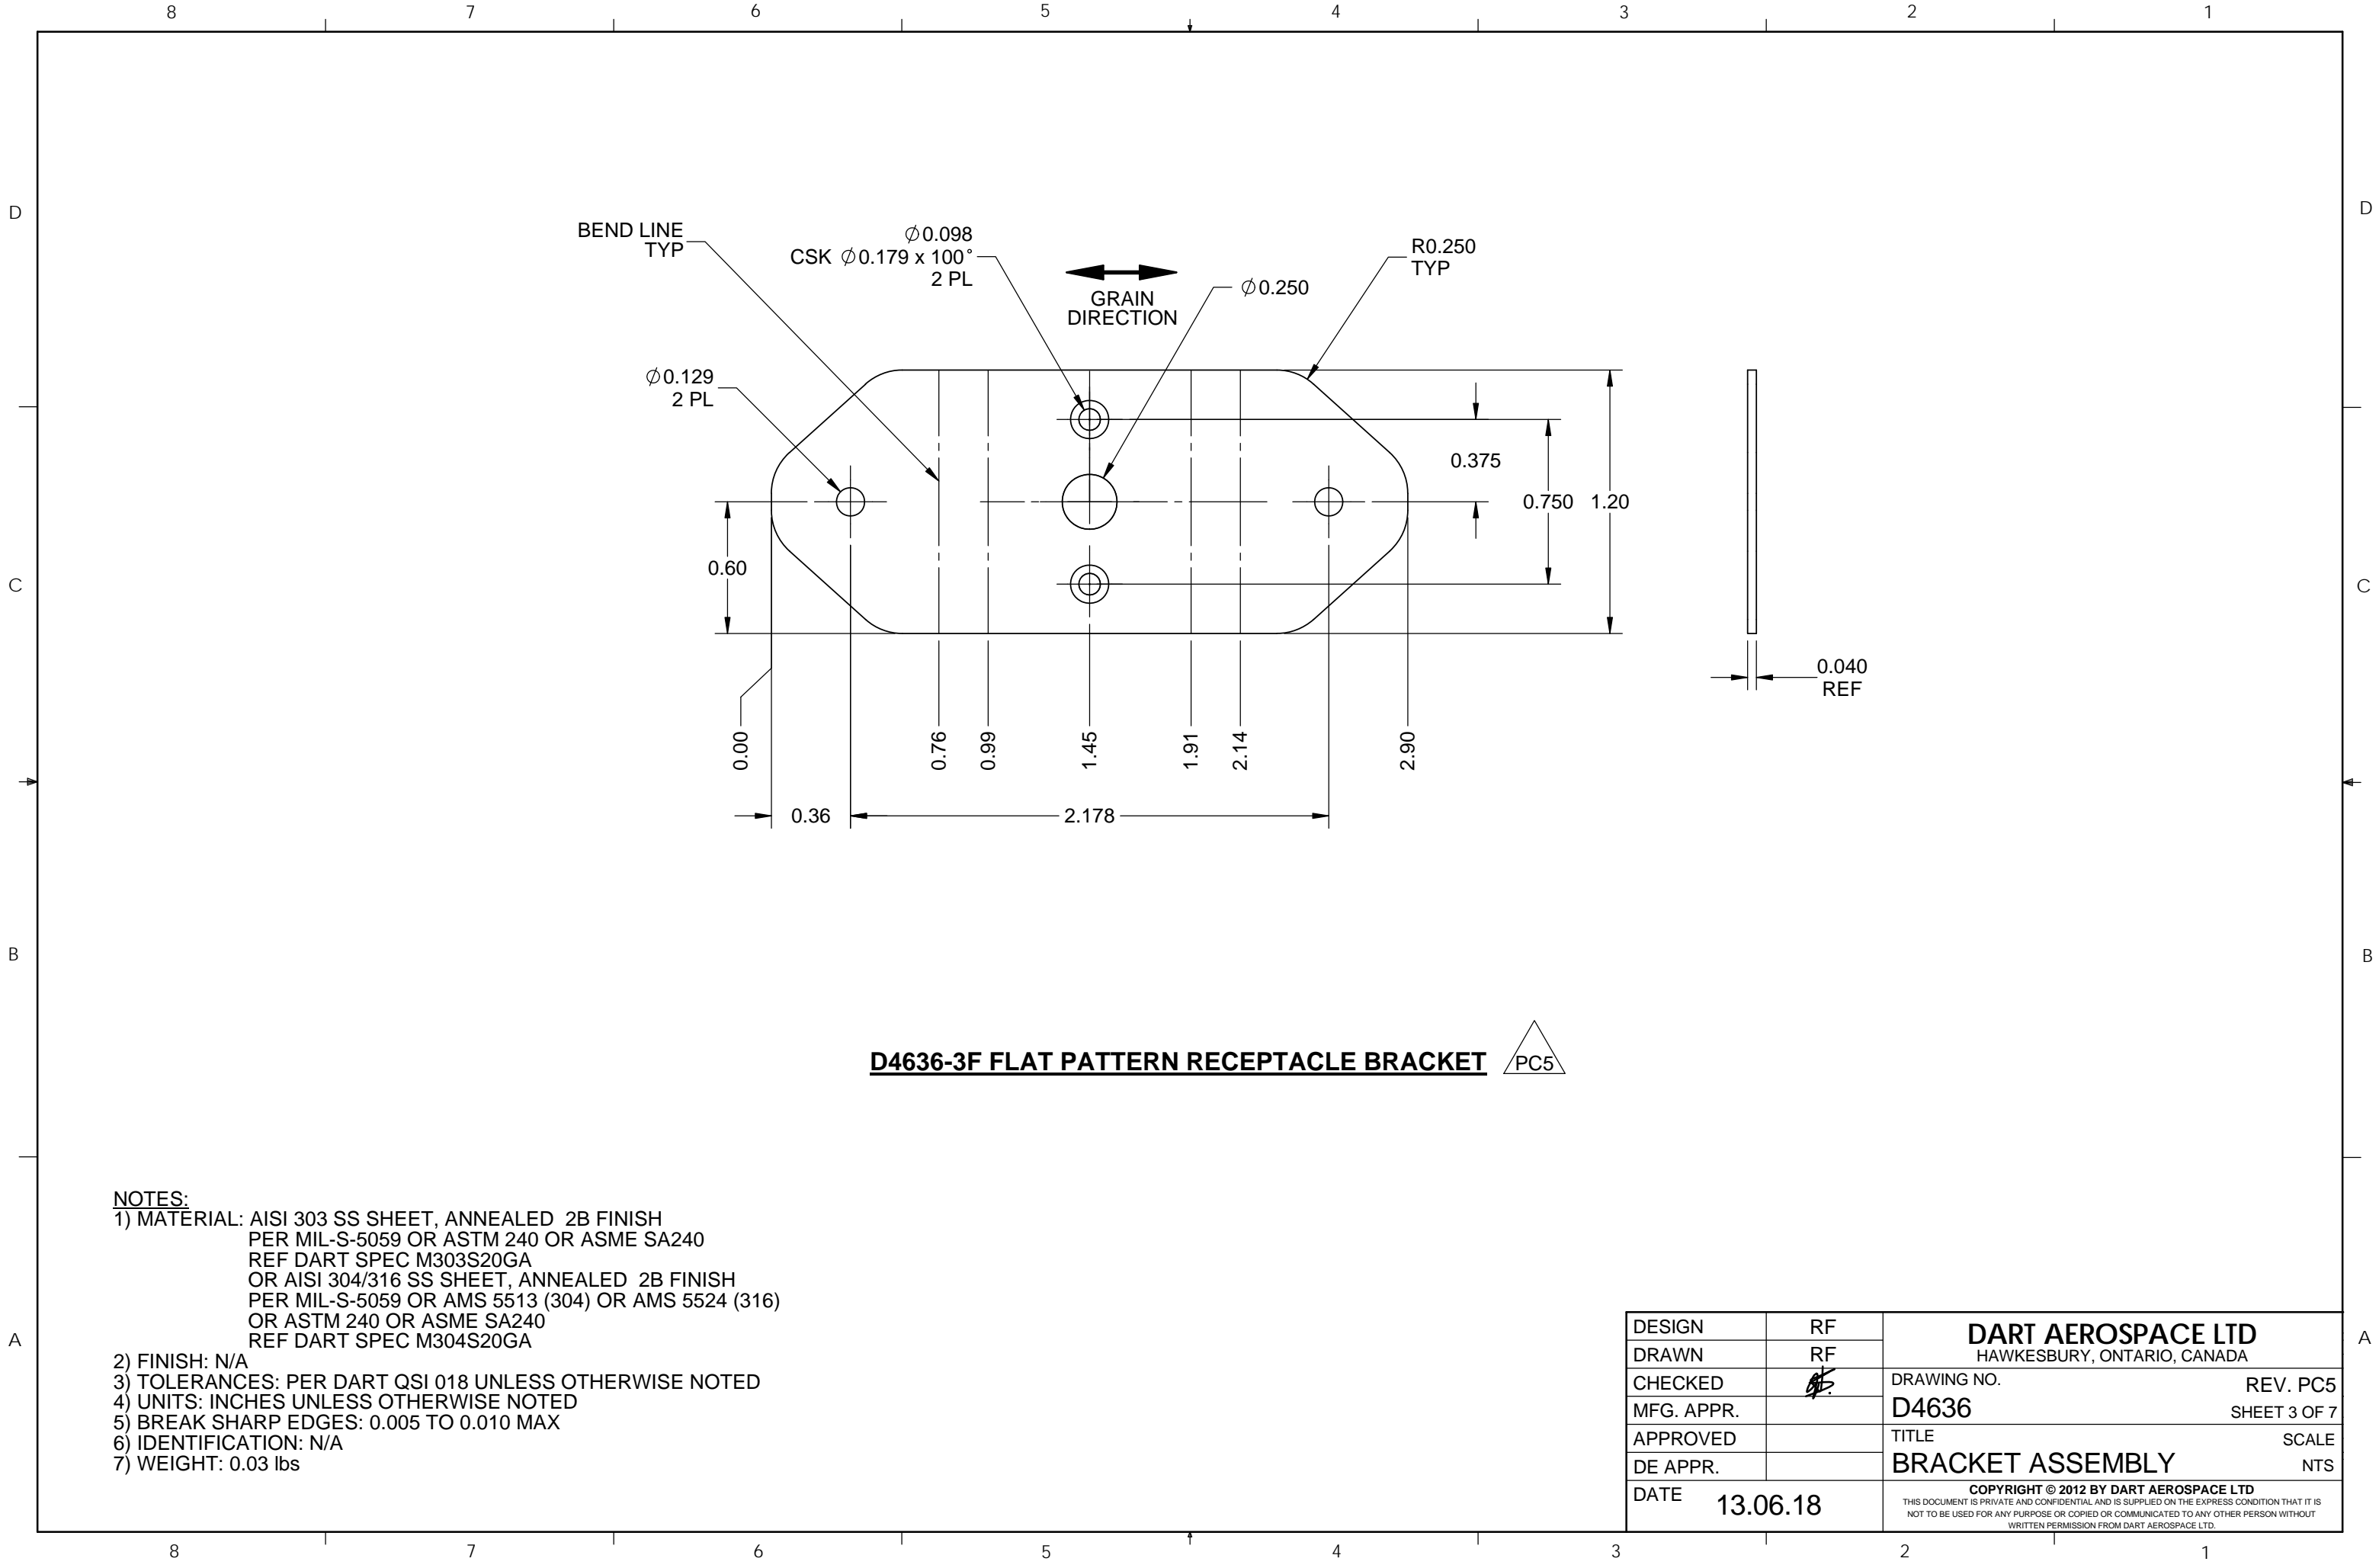 8 7 6 5 4 3 2 1
D D
BEND LINE
TYP
⌀0.098
CSK ⌀0.179 x 100°
2 PL
GRAIN
DIRECTION
⌀0.250
R0.250
TYP
⌀0.129
2 PL
0.375
0.750 1.20
0.60
C C
0.040
REF
0.00 0.76 0.99 1.45 1.91 2.14 2.90
0.36 2.178
B B
D4636-3F FLAT PATTERN RECEPTACLE BRACKET PC5
NOTES:
1) MATERIAL: AISI 303 SS SHEET, ANNEALED 2B FINISH
PER MIL-S-5059 OR ASTM 240 OR ASME SA240
REF DART SPEC M303S20GA
OR AISI 304/316 SS SHEET, ANNEALED 2B FINISH
PER MIL-S-5059 OR AMS 5513 (304) OR AMS 5524 (316)
OR ASTM 240 OR ASME SA240
REF DART SPEC M304S20GA
2) FINISH: N/A
3) TOLERANCES: PER DART QSI 018 UNLESS OTHERWISE NOTED
4) UNITS: INCHES UNLESS OTHERWISE NOTED
5) BREAK SHARP EDGES: 0.005 TO 0.010 MAX
6) IDENTIFICATION: N/A
7) WEIGHT: 0.03 lbs
A A
DESIGN RF
DRAWN RF
CHECKED
MFG. APPR.
APPROVED
DE APPR.
DATE 13.06.18
DART AEROSPACE LTD
HAWKESBURY, ONTARIO, CANADA
DRAWING NO. REV. PC5
D4636 SHEET 3 OF 7
TITLE SCALE
BRACKET ASSEMBLY NTS
COPYRIGHT © 2012 BY DART AEROSPACE LTD
THIS DOCUMENT IS PRIVATE AND CONFIDENTIAL AND IS SUPPLIED ON THE EXPRESS CONDITION THAT IT IS
NOT TO BE USED FOR ANY PURPOSE OR COPIED OR COMMUNICATED TO ANY OTHER PERSON WITHOUT
WRITTEN PERMISSION FROM DART AEROSPACE LTD.
8 7 6 5 4 3 2 1